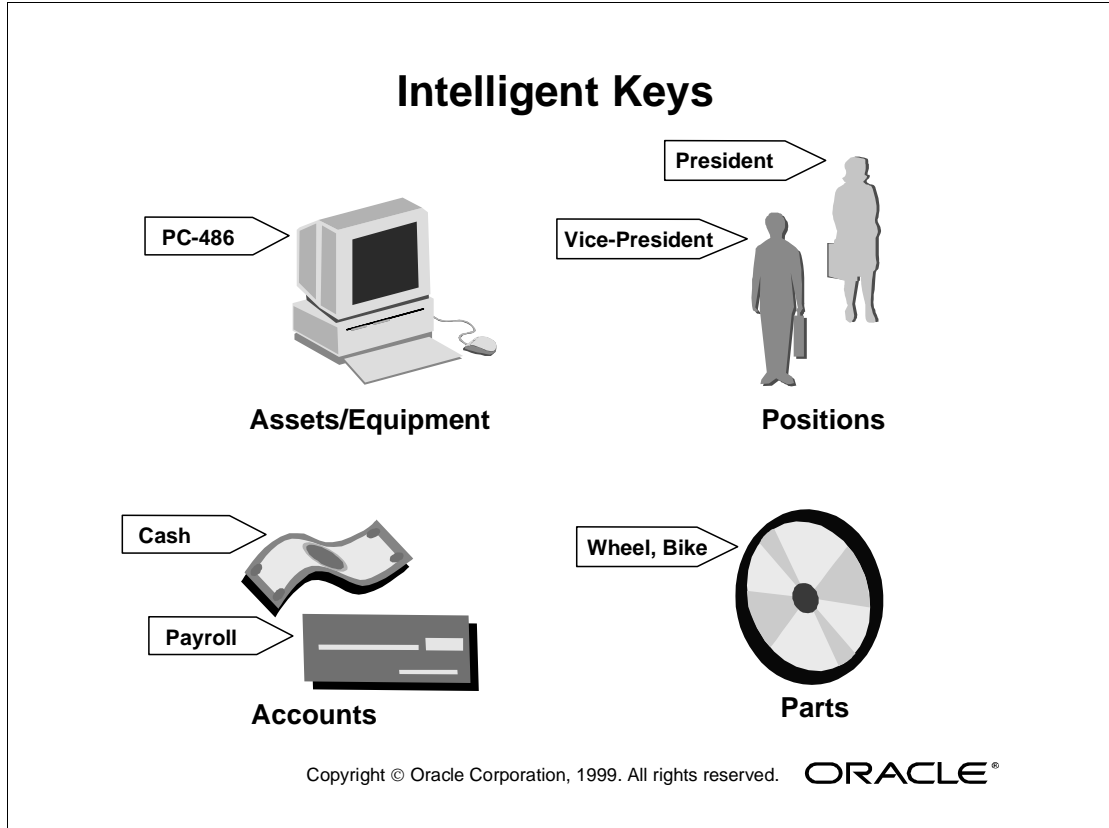 Intelligent Keys
President
PC-486
Vice-President
Assets/Equipment
Positions
Cash
Wheel, Bike
Payroll
Accounts
Parts
Copyright © Oracle Corporation, 1999. All rights reserved.
ORACLE®